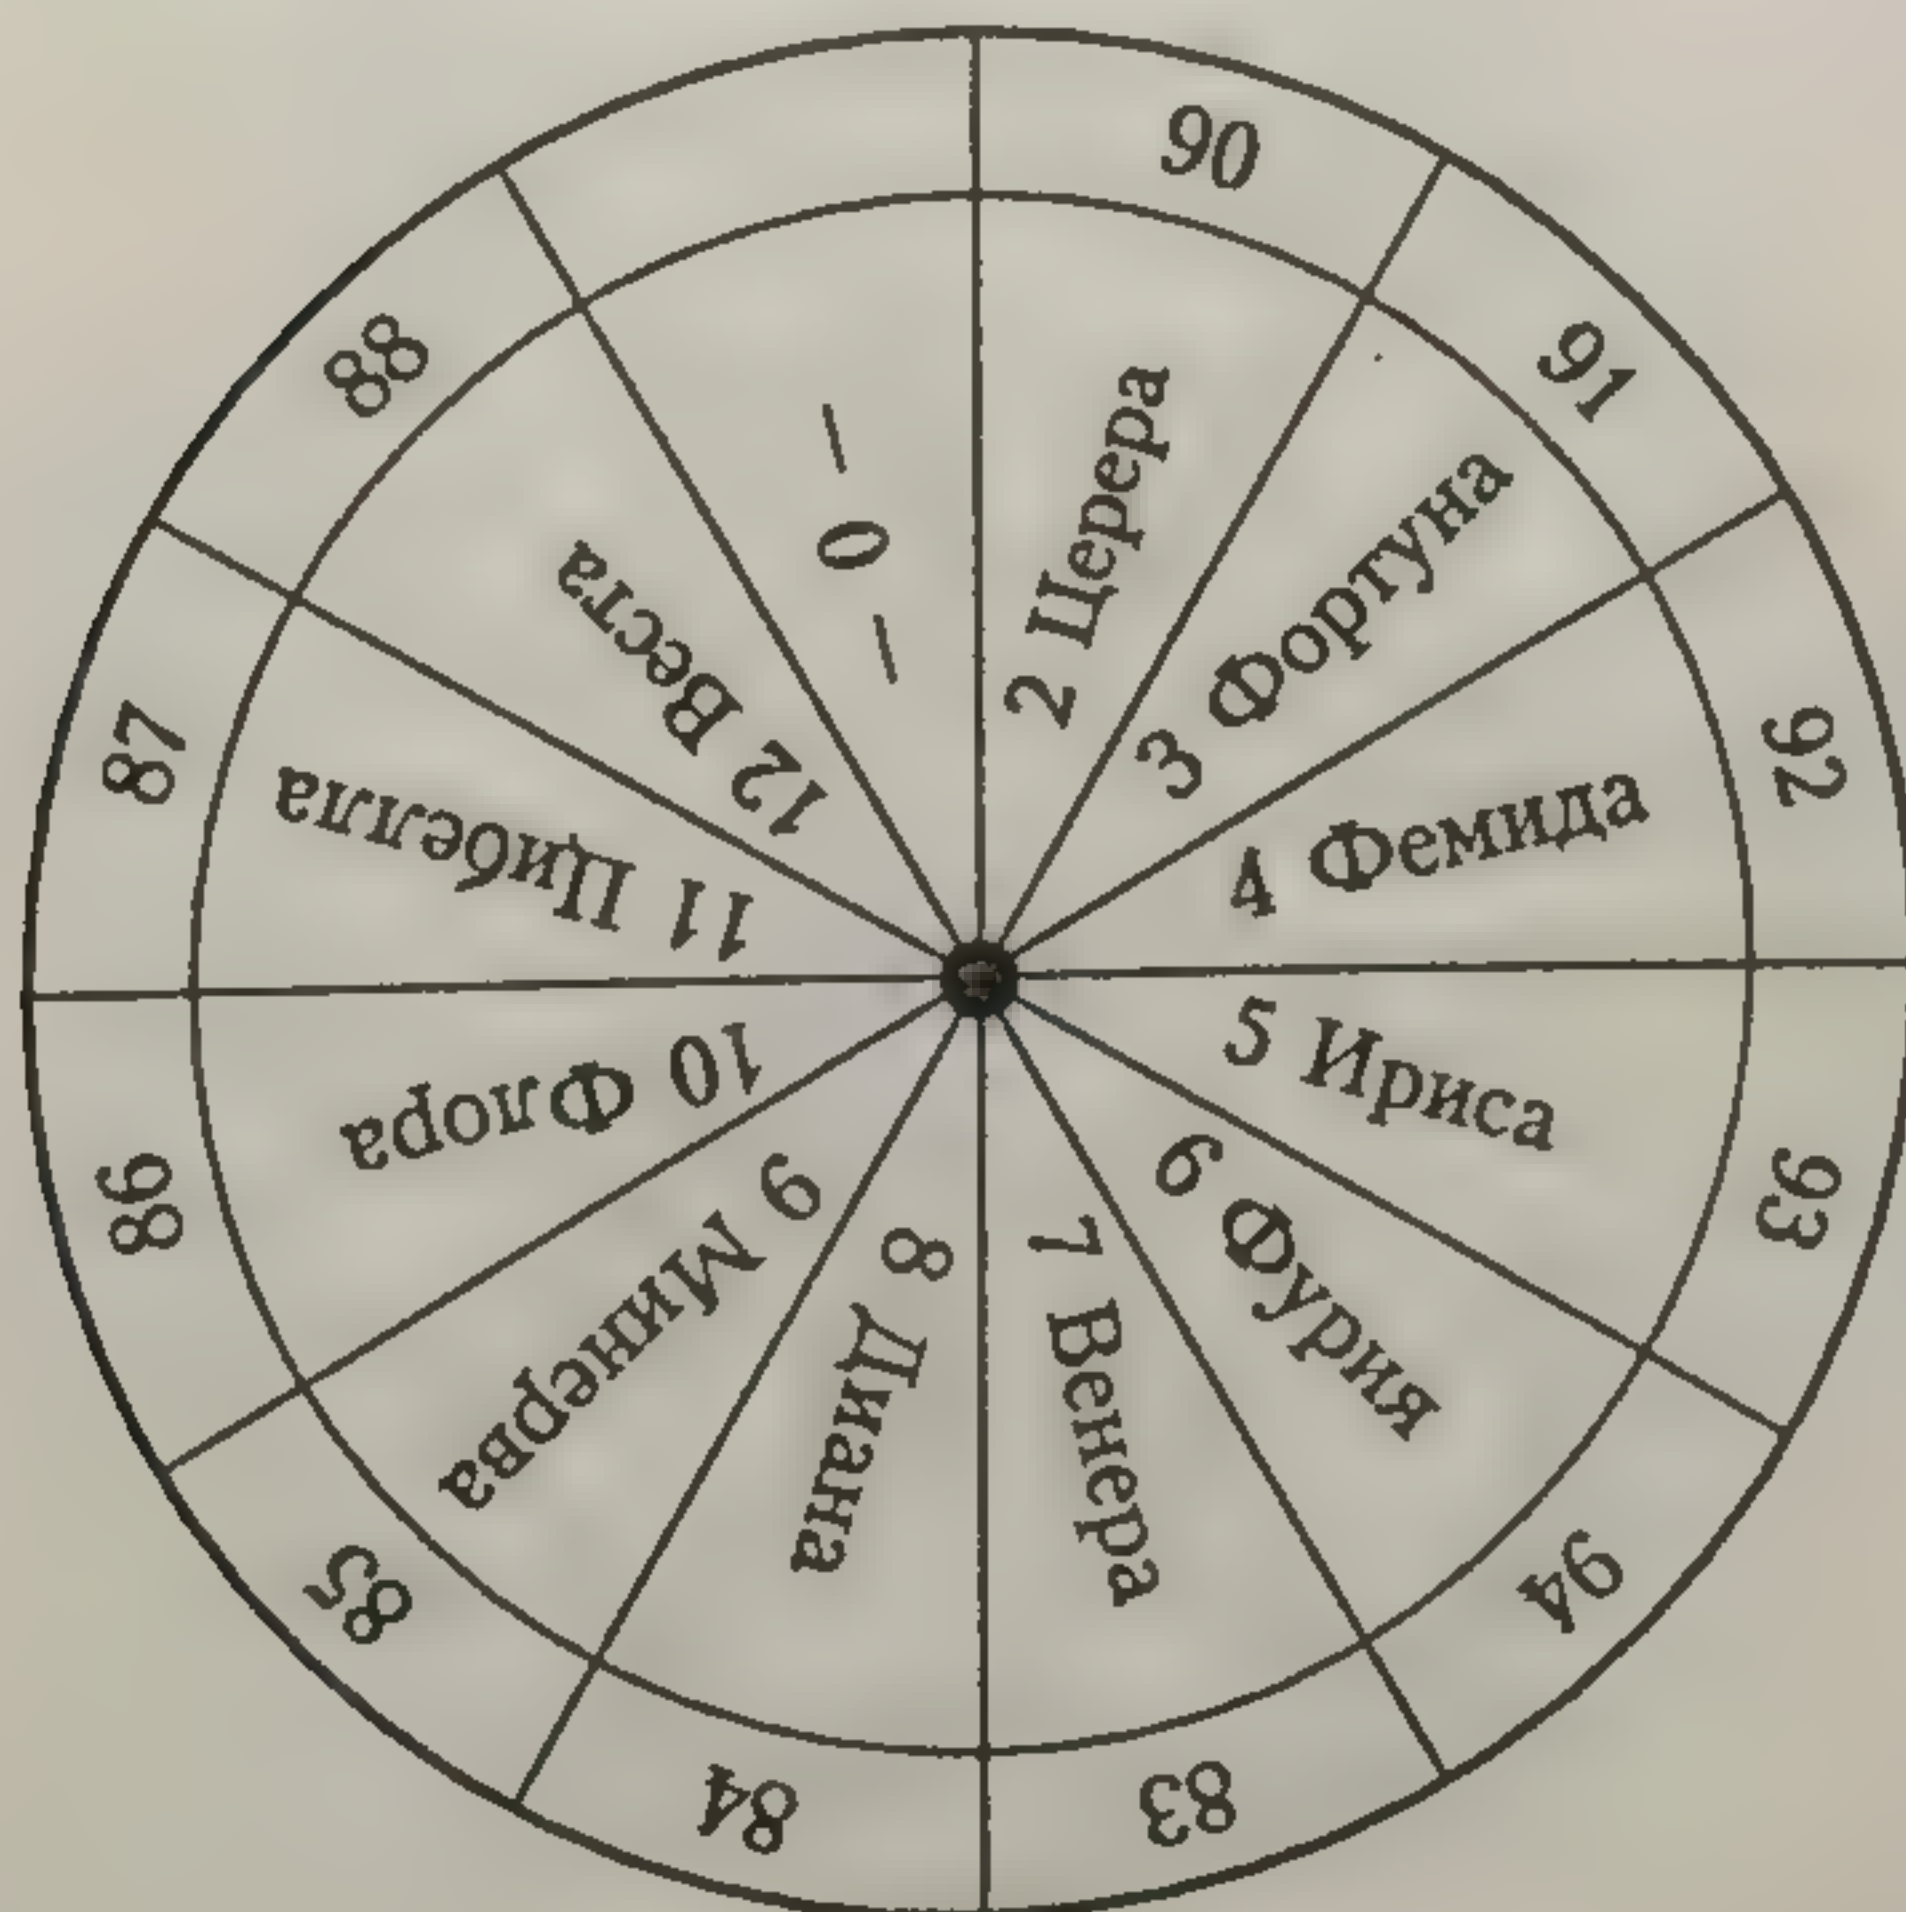 90
91
92
93
94
83
84
85
86
87
88
– 0 –
2 Церера
3 Фортуна
4 Фемида
5 Ириса
6 Фурия
7 Венера
8 Диана
9 Минерва
10 Флора
11 Цибелла
12 Веста